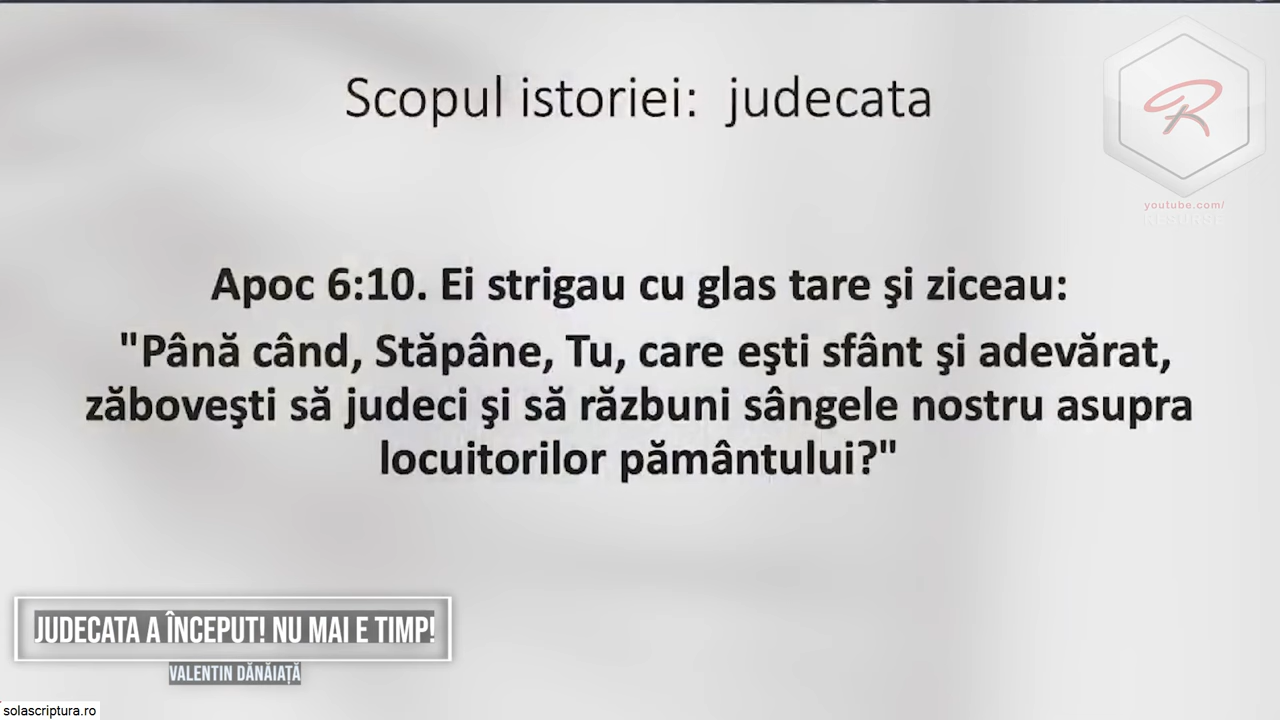 Scopul istoriei: judecata
R
youtube.com/
RESURSE
Apoc 6:10. Ei strigau cu glas tare şi ziceau:
"Până când, Stăpâne, Tu, care eşti sfânt şi adevărat,
zăboveşti să judeci şi să răzbuni sângele nostru asupra
locuitorilor pământului?"
JUDECATA A ÎNCEPUT! NU MAI E TIMP!
VALENTIN DĂNĂIAȚĂ
solascriptura.ro